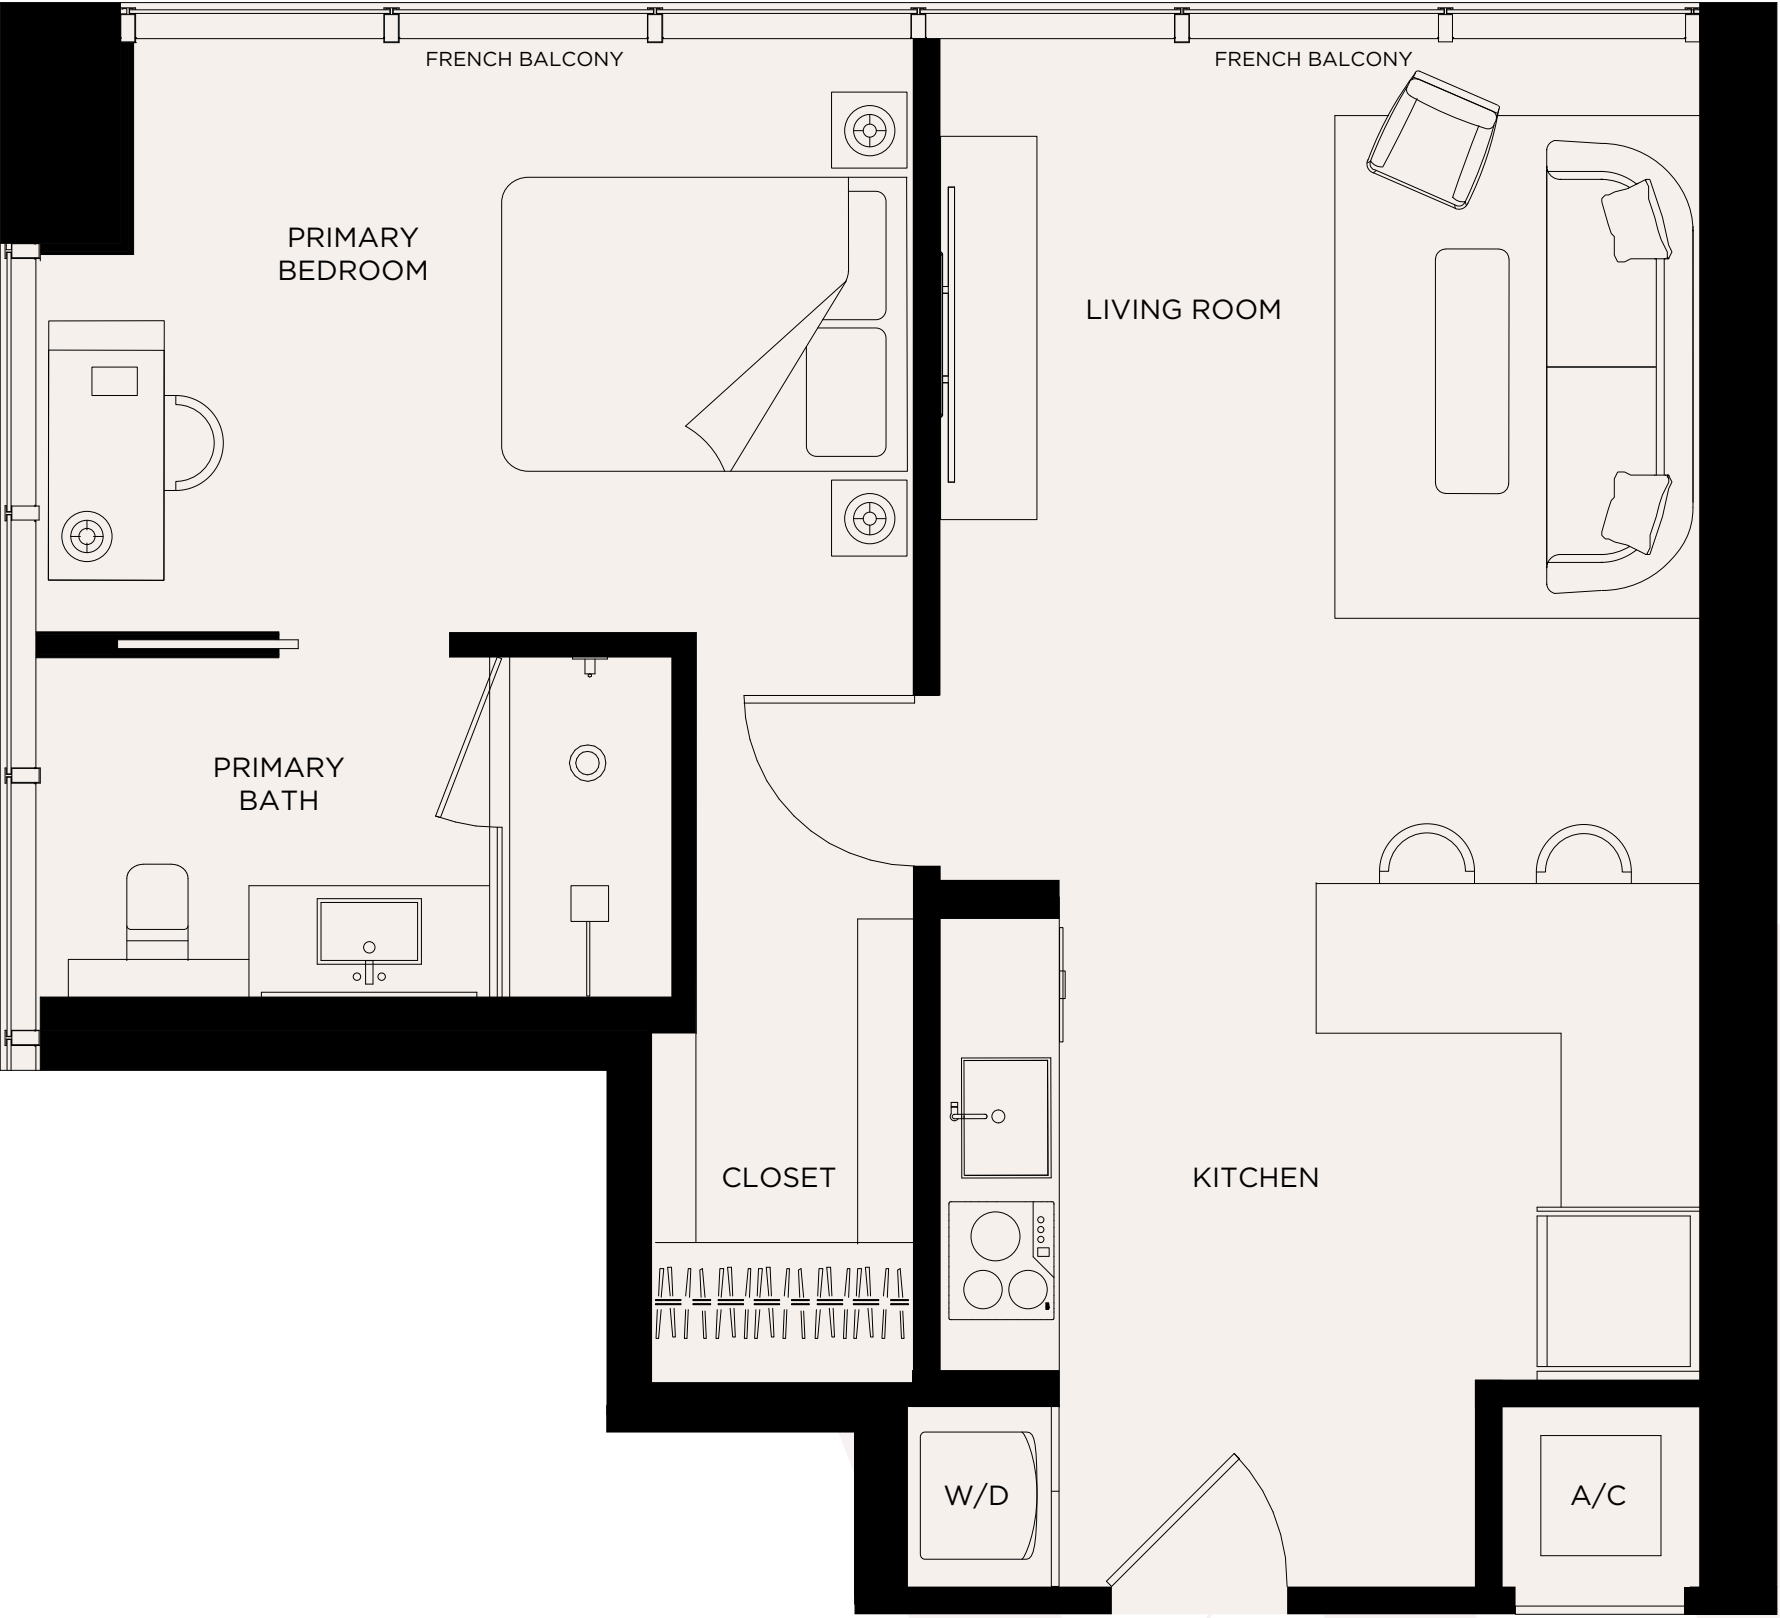 FRENCH BALCONY
FRENCH BALCONY
PRIMARY
BEDROOM
LIVING ROOM
PRIMARY
BATH
CLOSET
KITCHEN
W/D
A/C